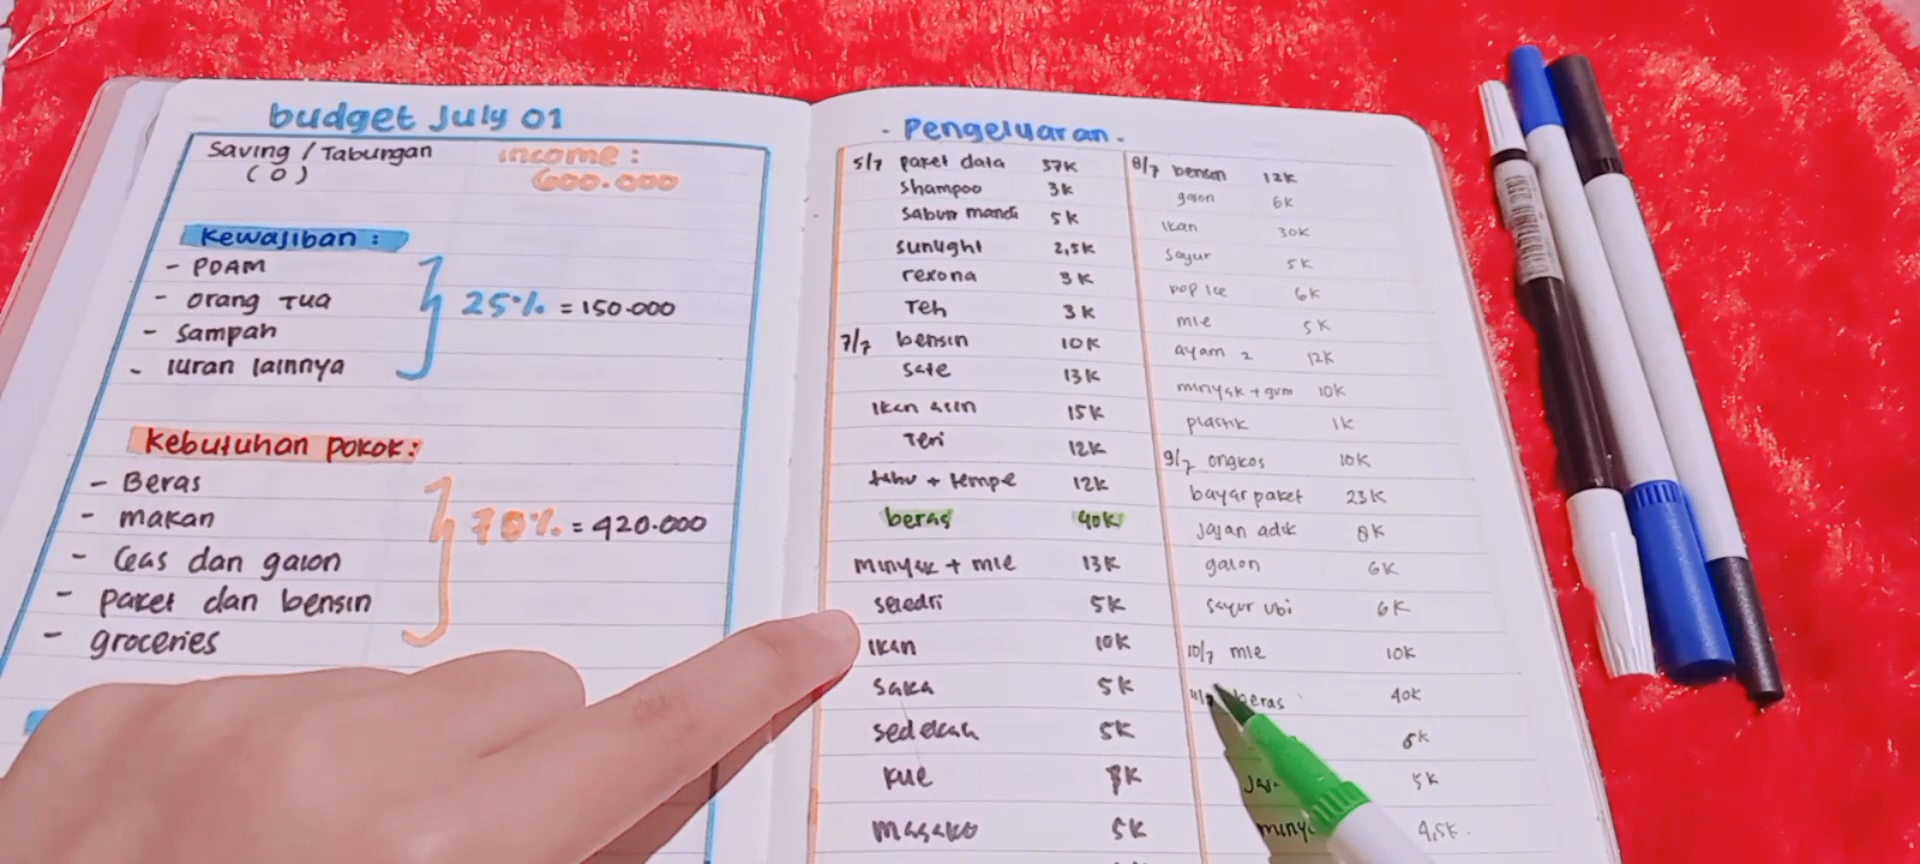 budget July 01
Saving / Tabungan
( 0 )
income :
600.000
Kewajiban :
- PDAM
- Orang Tua
- Sampah
- Iuran lainnya
25% = 150.000
Kebutuhan pokok :
- Beras
- makan
- Gas dan galon
- paket dan bensin
- groceries
70% = 420.000
- Pengeluaran -
5/7 paket data 37K
Shampoo 3K
Sabun mandi 5K
Sunlight 2,5K
rexona 3K
Teh 3K
7/7 bensin 10K
Sate 13K
Ikan asin 15K
Teri 12K
tahu + tempe 12K
beras 40K
Minyak + mie 13K
seledri 5K
Ikan 10K
Saka 5K
Sedekah 5K
Kue
Masako 5K
8/7 bensin 12K
galon 6K
Ikan 30K
Sayur 5K
POP Ice 6K
mie 5K
ayam 2 12K
minyak + gum 10K
plastik 1K
9/7 ongkos 10K
bayar paket 23K
Jajan adik 8K
galon 6K
sayur ubi 6K
10/7 mie 10K
beras 40K
5K
4,5K.